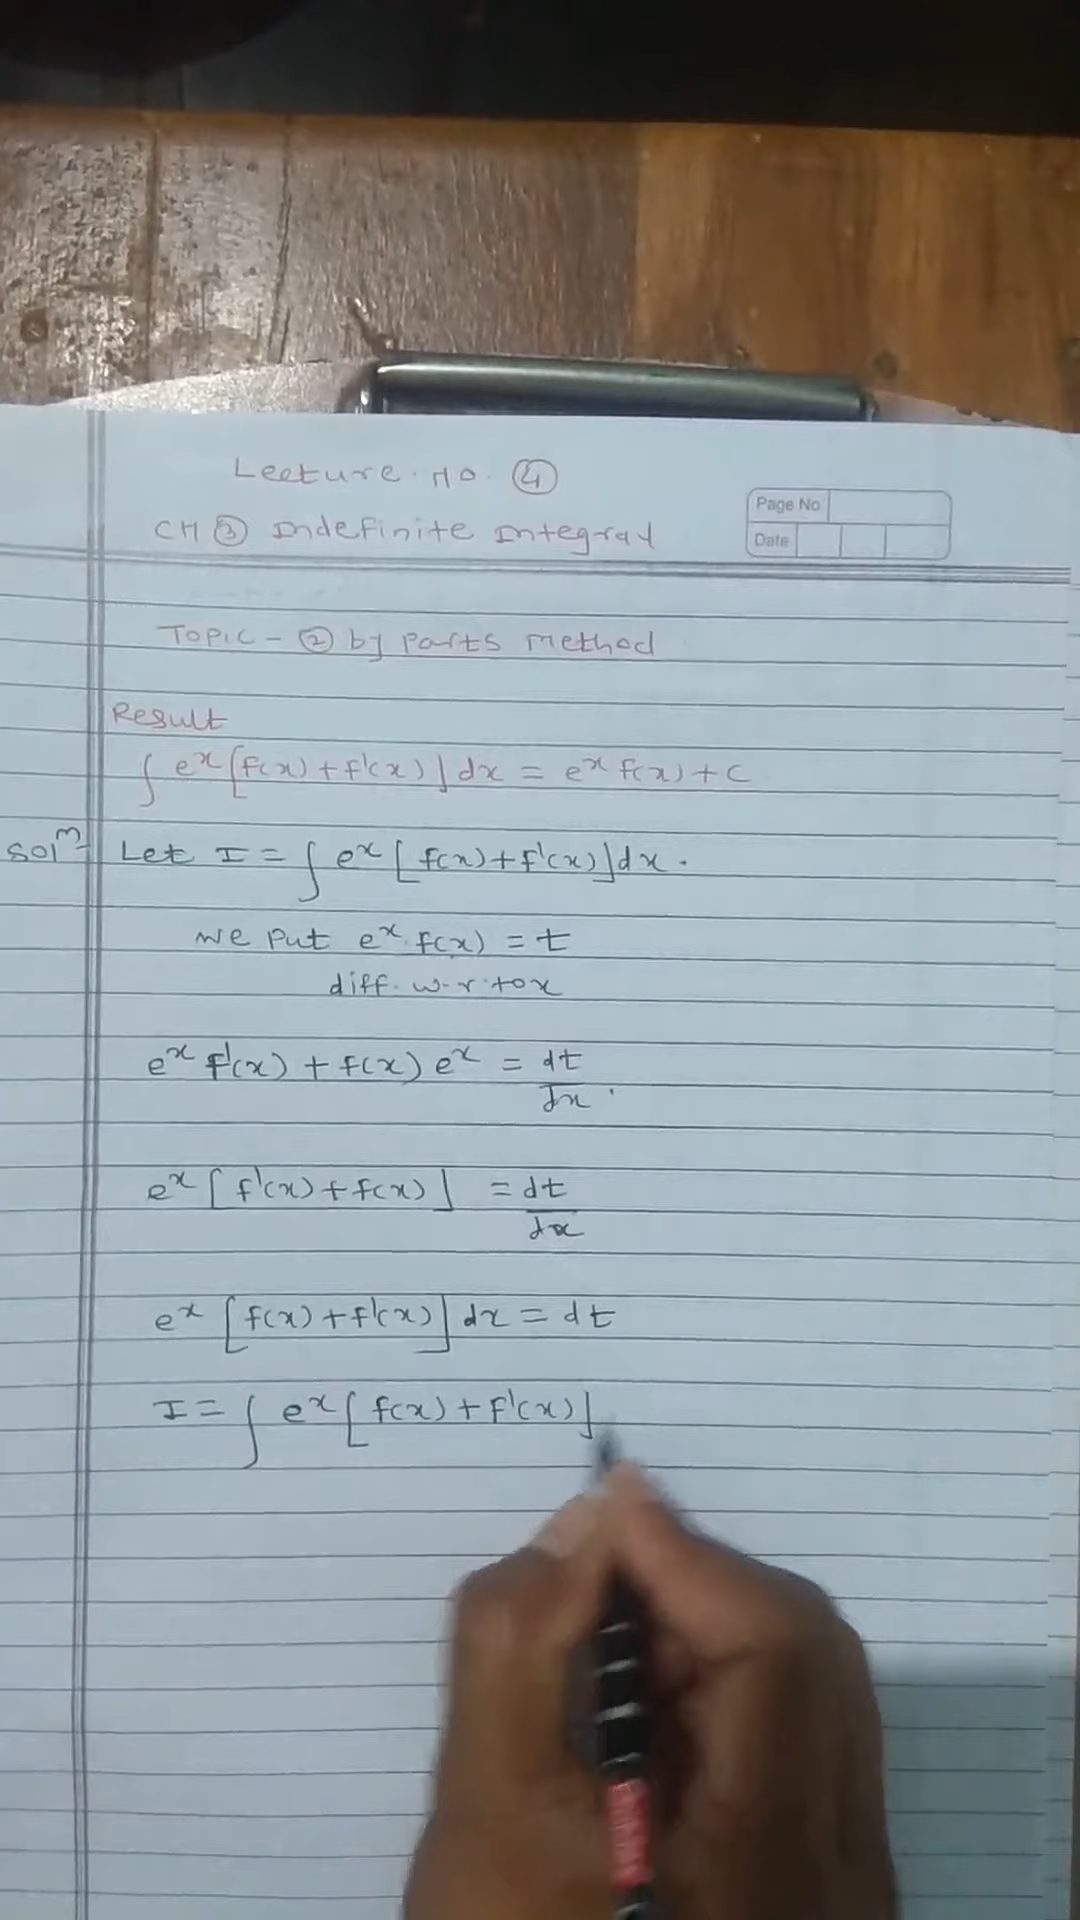 Lecture. no. ④
CH ③ Indefinite Integral
Page No
Date
Topic - ② by parts method
Result
∫ e^x [f(x) + f'(x)] dx = e^x f(x) + c
Sol^n Let I = ∫ e^x [f(x) + f'(x)] dx.
we put e^x. f(x) = t
diff. w.r. to x
e^x f'(x) + f(x) e^x = dt/dx.
e^x [f'(x) + f(x)] = dt/dx
e^x [f(x) + f'(x)] dx = dt
I = ∫ e^x [f(x) + f'(x)]